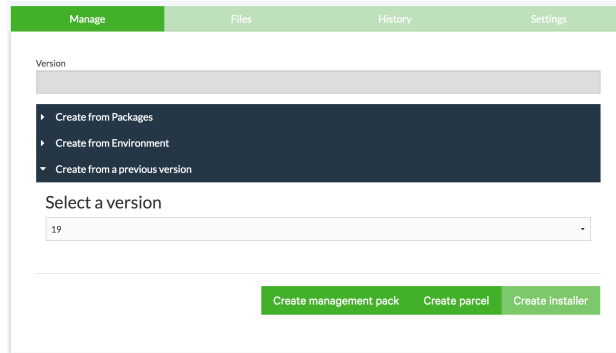 Manage Files History Settings
Version
Create from Packages
Create from Environment
Create from a previous version
Select a version
19
Create management pack Create parcel Create installer